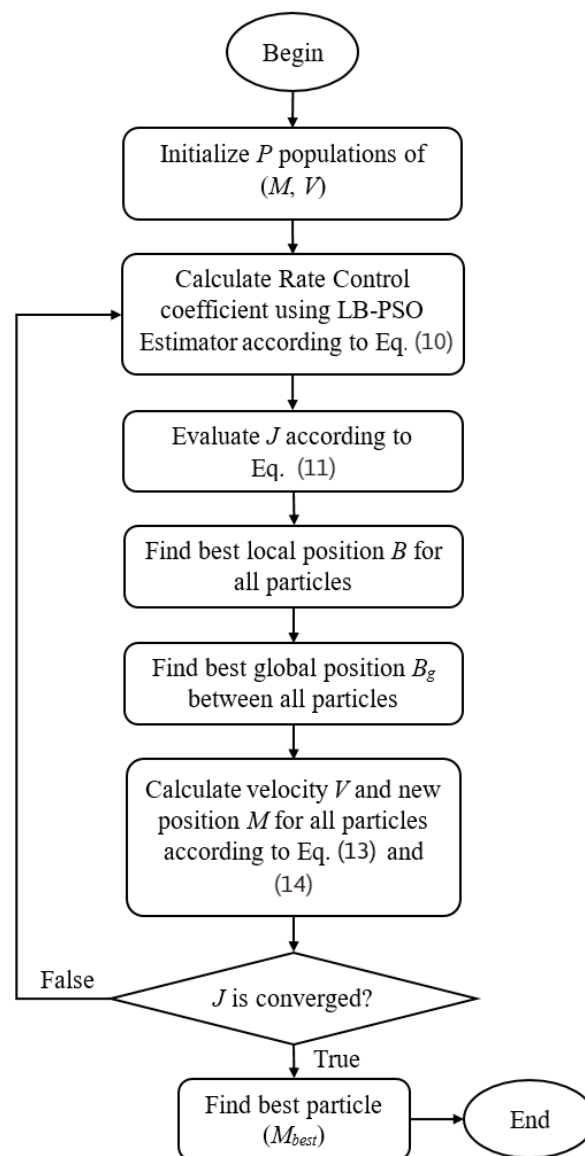 Begin
Initialize P populations of
(M, V)
Calculate Rate Control
coefficient using LB-PSO
Estimator according to Eq. (10)
Evaluate J according to
Eq. (11)
Find best local position B for
all particles
Find best global position Bg
between all particles
Calculate velocity V and new
position M for all particles
according to Eq. (13) and
(14)
False
J is converged?
True
Find best particle
(Mbest)
End